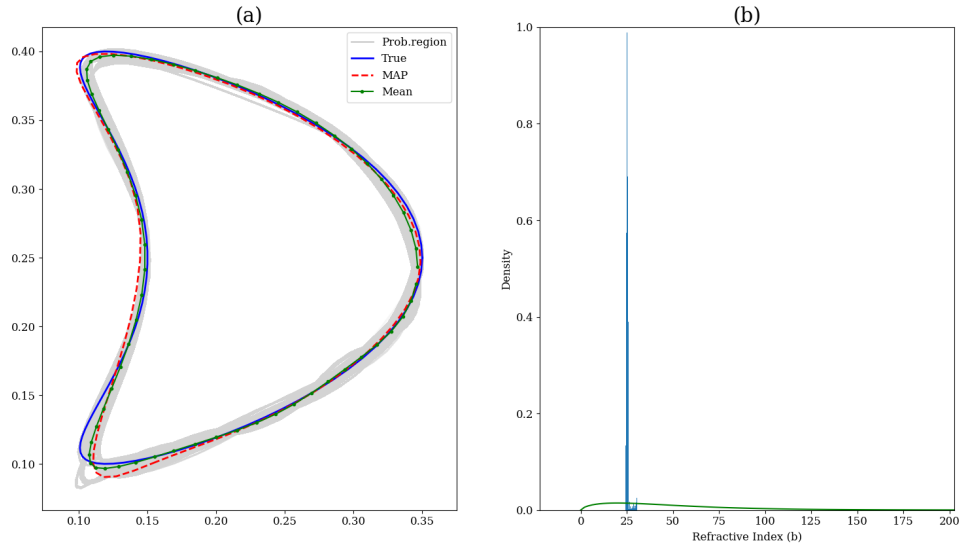 (a)
0.40
0.35
0.30
0.25
0.20
0.15
0.10
0.10 0.15 0.20 0.25 0.30 0.35
Prob.region
True
MAP
Mean
(b)
1.0
0.8
0.6
0.4
0.2
0.0
Density
0 25 50 75 100 125 150 175 200
Refractive Index (b)